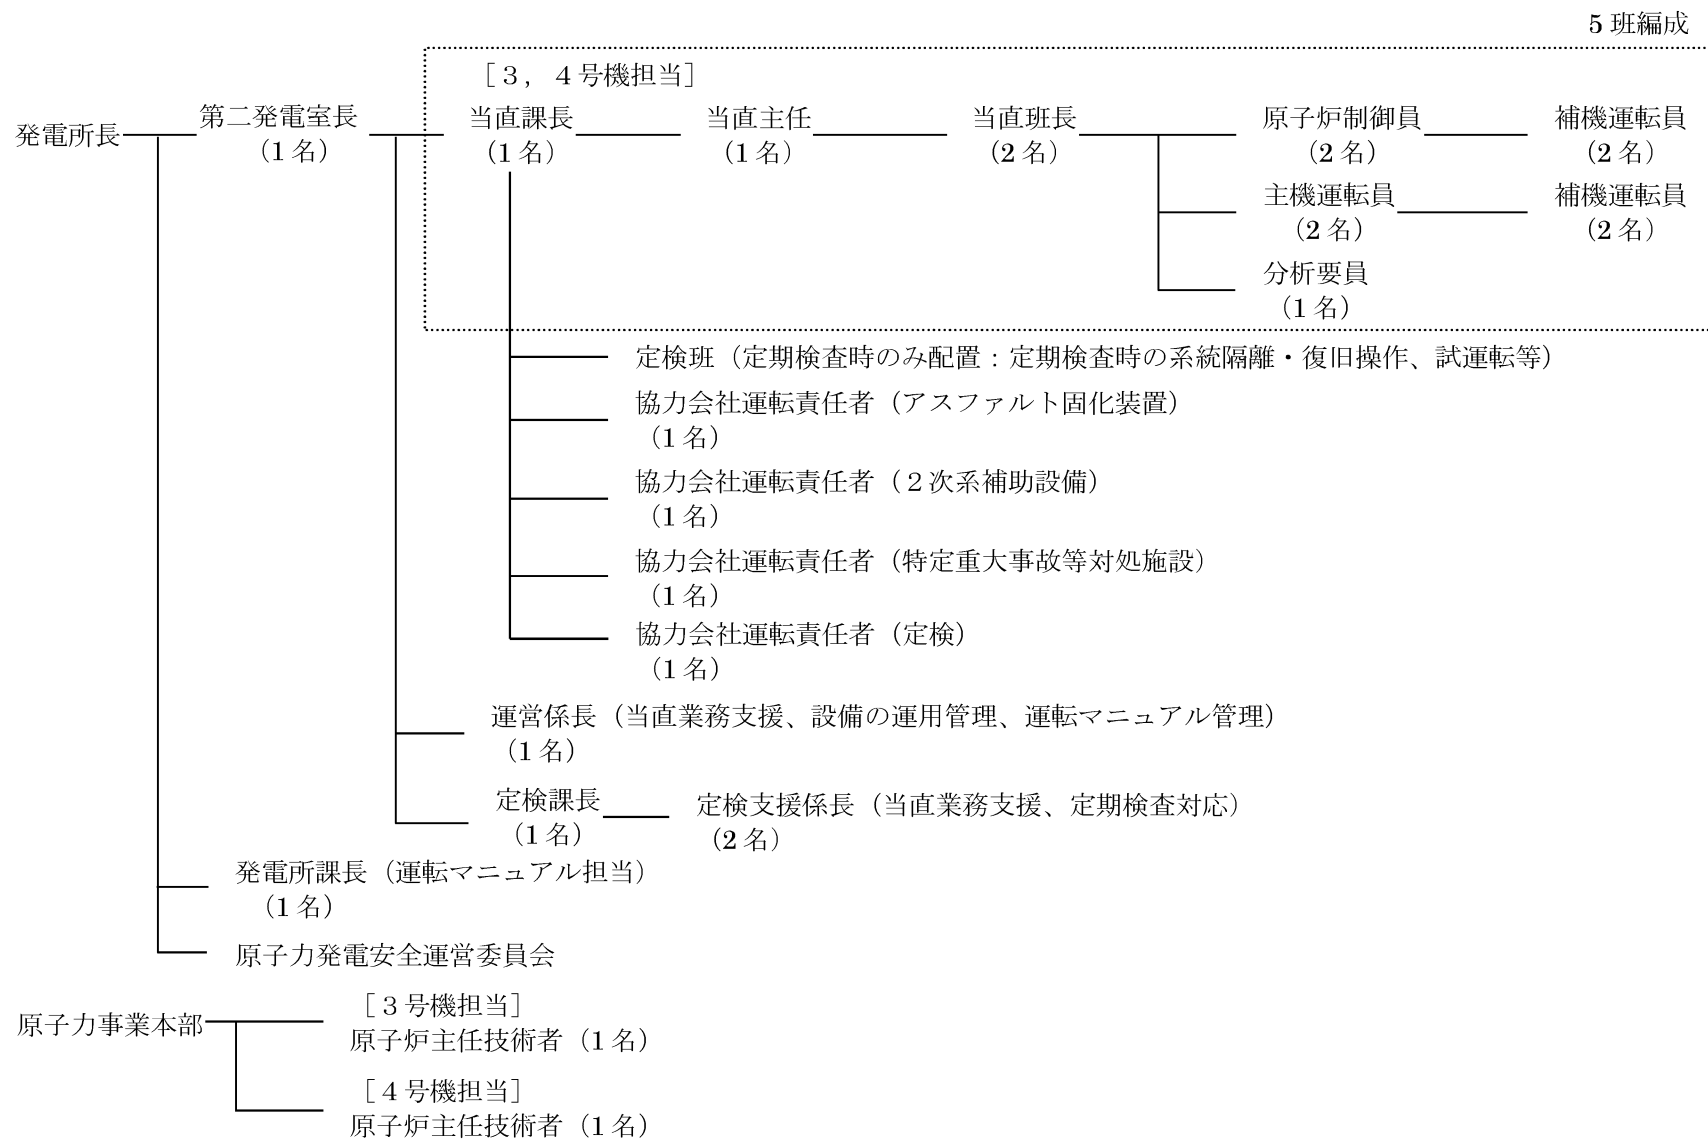 5 班編成
［３，４号機担当］
発電所長 第二発電室長 当直課長 当直主任 当直班長 原子炉制御員 補機運転員
（1 名） （1 名） （1 名） （2 名） （2 名） （2 名）
主機運転員 補機運転員
（2 名） （2 名）
分析要員
（1 名）
定検班（定期検査時のみ配置：定期検査時の系統隔離・復旧操作、試運転等）
協力会社運転責任者（アスファルト固化装置）
（1 名）
協力会社運転責任者（２次系補助設備）
（1 名）
協力会社運転責任者（特定重大事故等対処施設）
（1 名）
協力会社運転責任者（定検）
（1 名）
運営係長（当直業務支援、設備の運用管理、運転マニュアル管理）
（1 名）
定検課長 定検支援係長（当直業務支援、定期検査対応）
（1 名） （2 名）
発電所課長（運転マニュアル担当）
（1 名）
原子力発電安全運営委員会
［３号機担当］
原子力事業本部 原子炉主任技術者（1 名）
［４号機担当］
原子炉主任技術者（1 名）